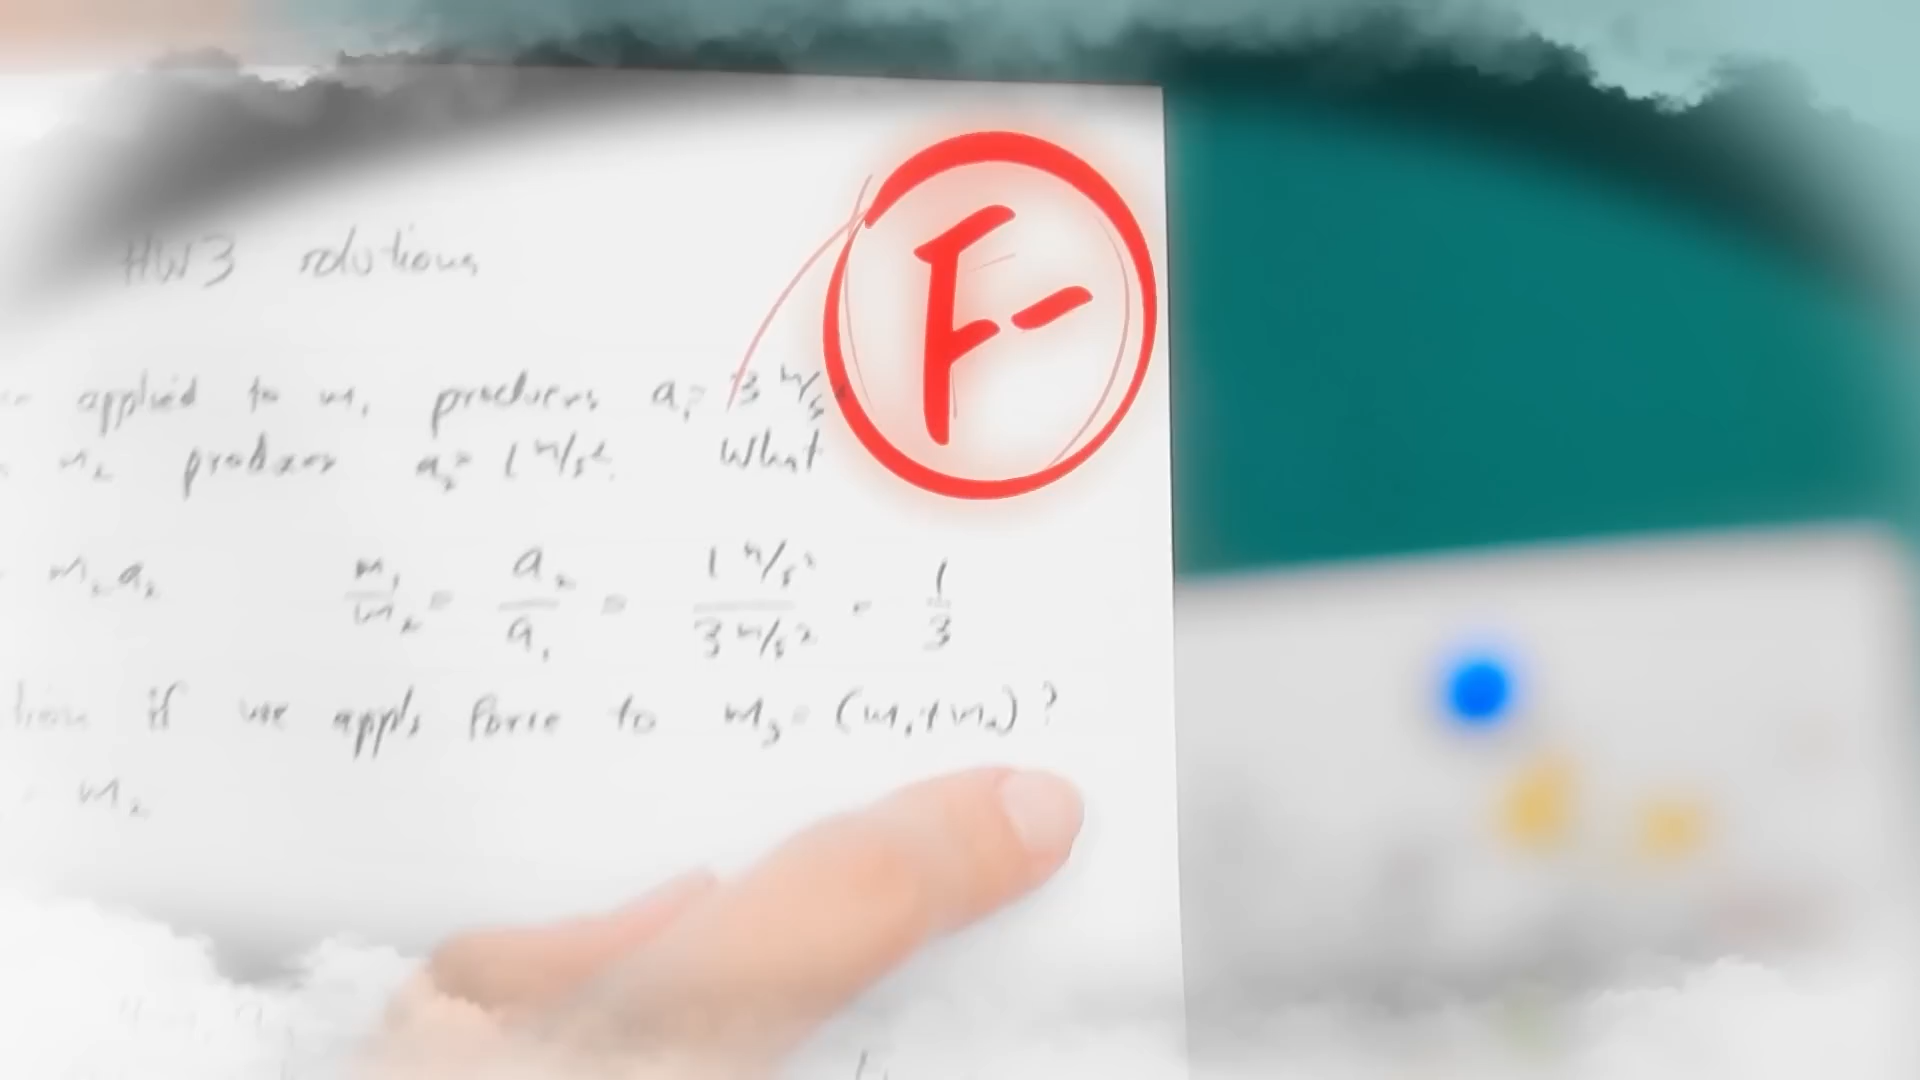 HW3 solutions
F-
applied to m₁ produces a₁= 3 m/s²
m₂ produces a₂= 1 m/s². What
m₂a₂ m₁/m₂ = a₂/a₁ = 1 m/s²/3 m/s² = 1/3
if we apply force to m₃ = (m₁+m₂)?
- m₂